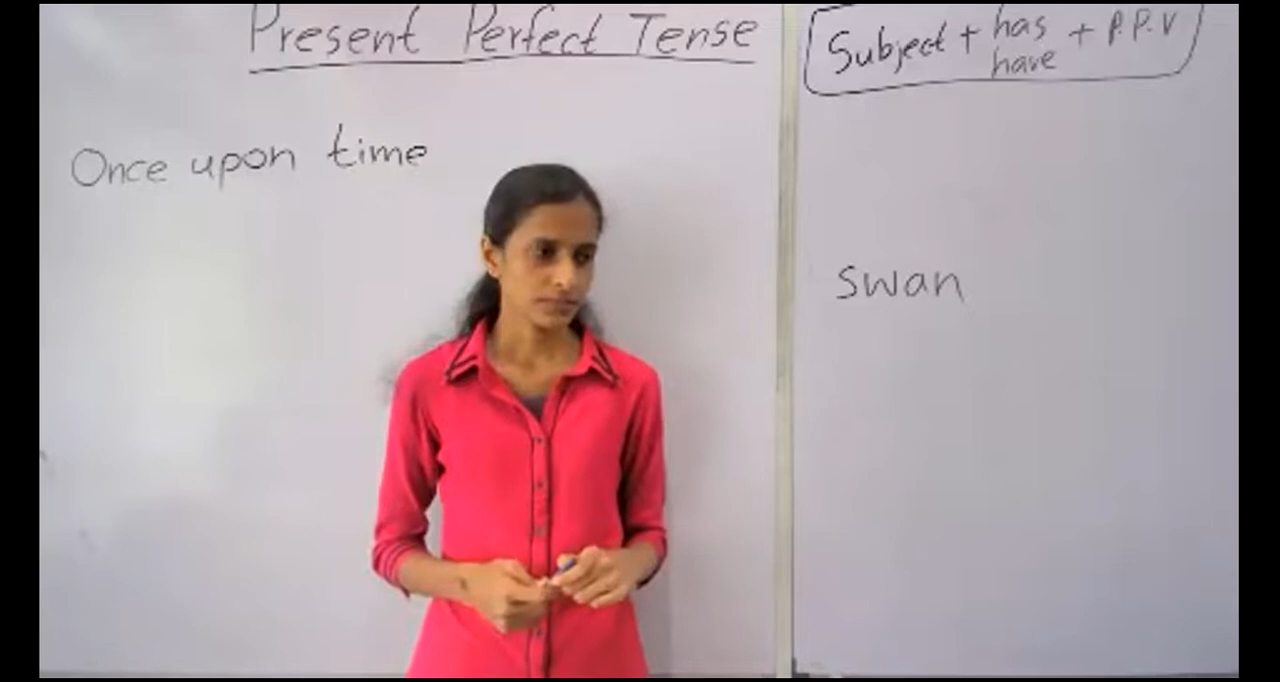 Present Perfect Tense
Subject + has
have + P.P.V
Once upon time
swan